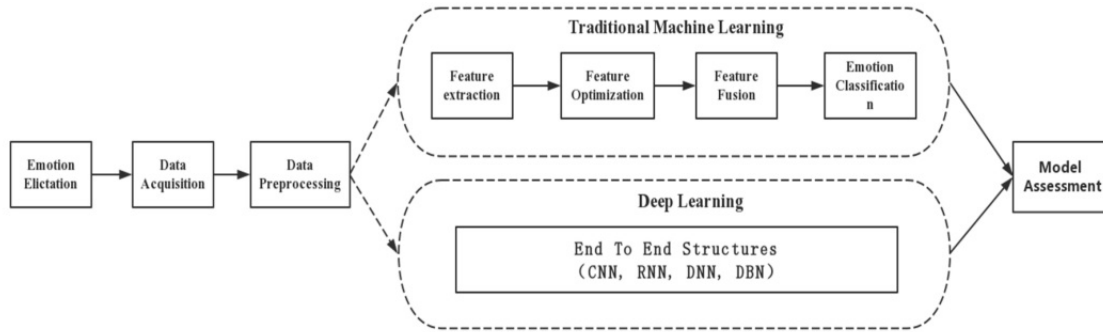 Traditional Machine Learning
Feature
extraction
Feature
Optimization
Feature
Fusion
Emotion
Classificatio
n
Emotion
Elictation
Data
Acquisition
Data
Preprocessing
Model
Assessment
Deep Learning
End To End Structures
(CNN, RNN, DNN, DBN)